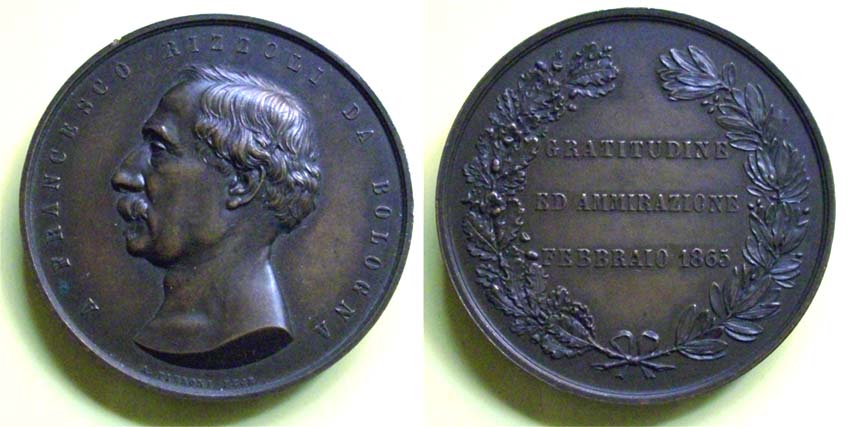 A FRANCESCO RIZZOLI DA BOLOGNA
GRATITUDINE
ED AMMIRAZIONE
FEBBRAIO 1865